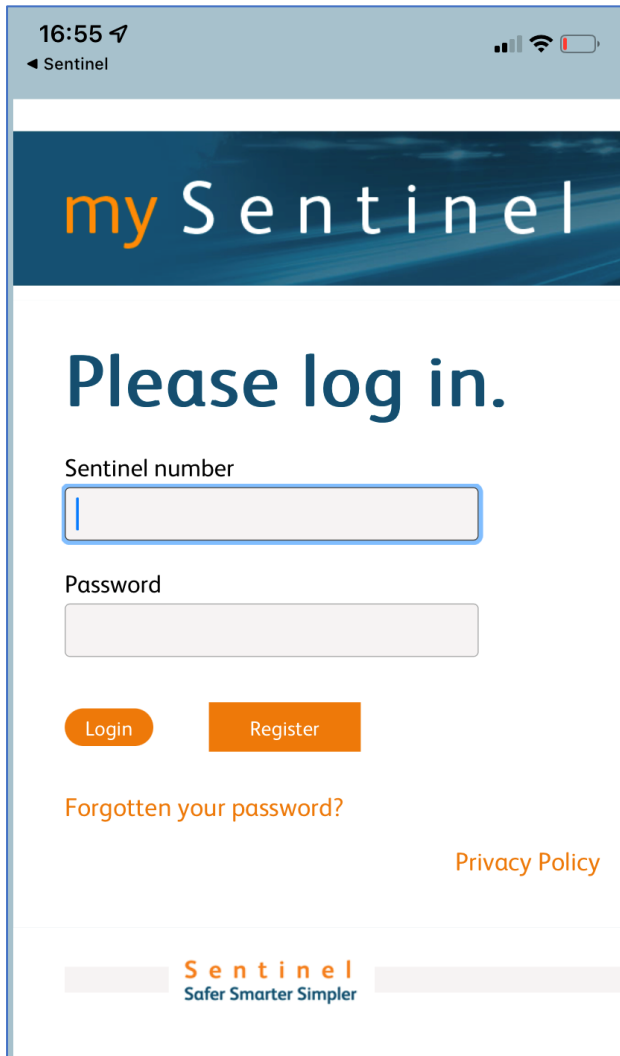 16:55
◀ Sentinel
my Sentinel
Please log in.
Sentinel number
Password
Login Register
Forgotten your password?
Privacy Policy
Sentinel
Safer Smarter Simpler